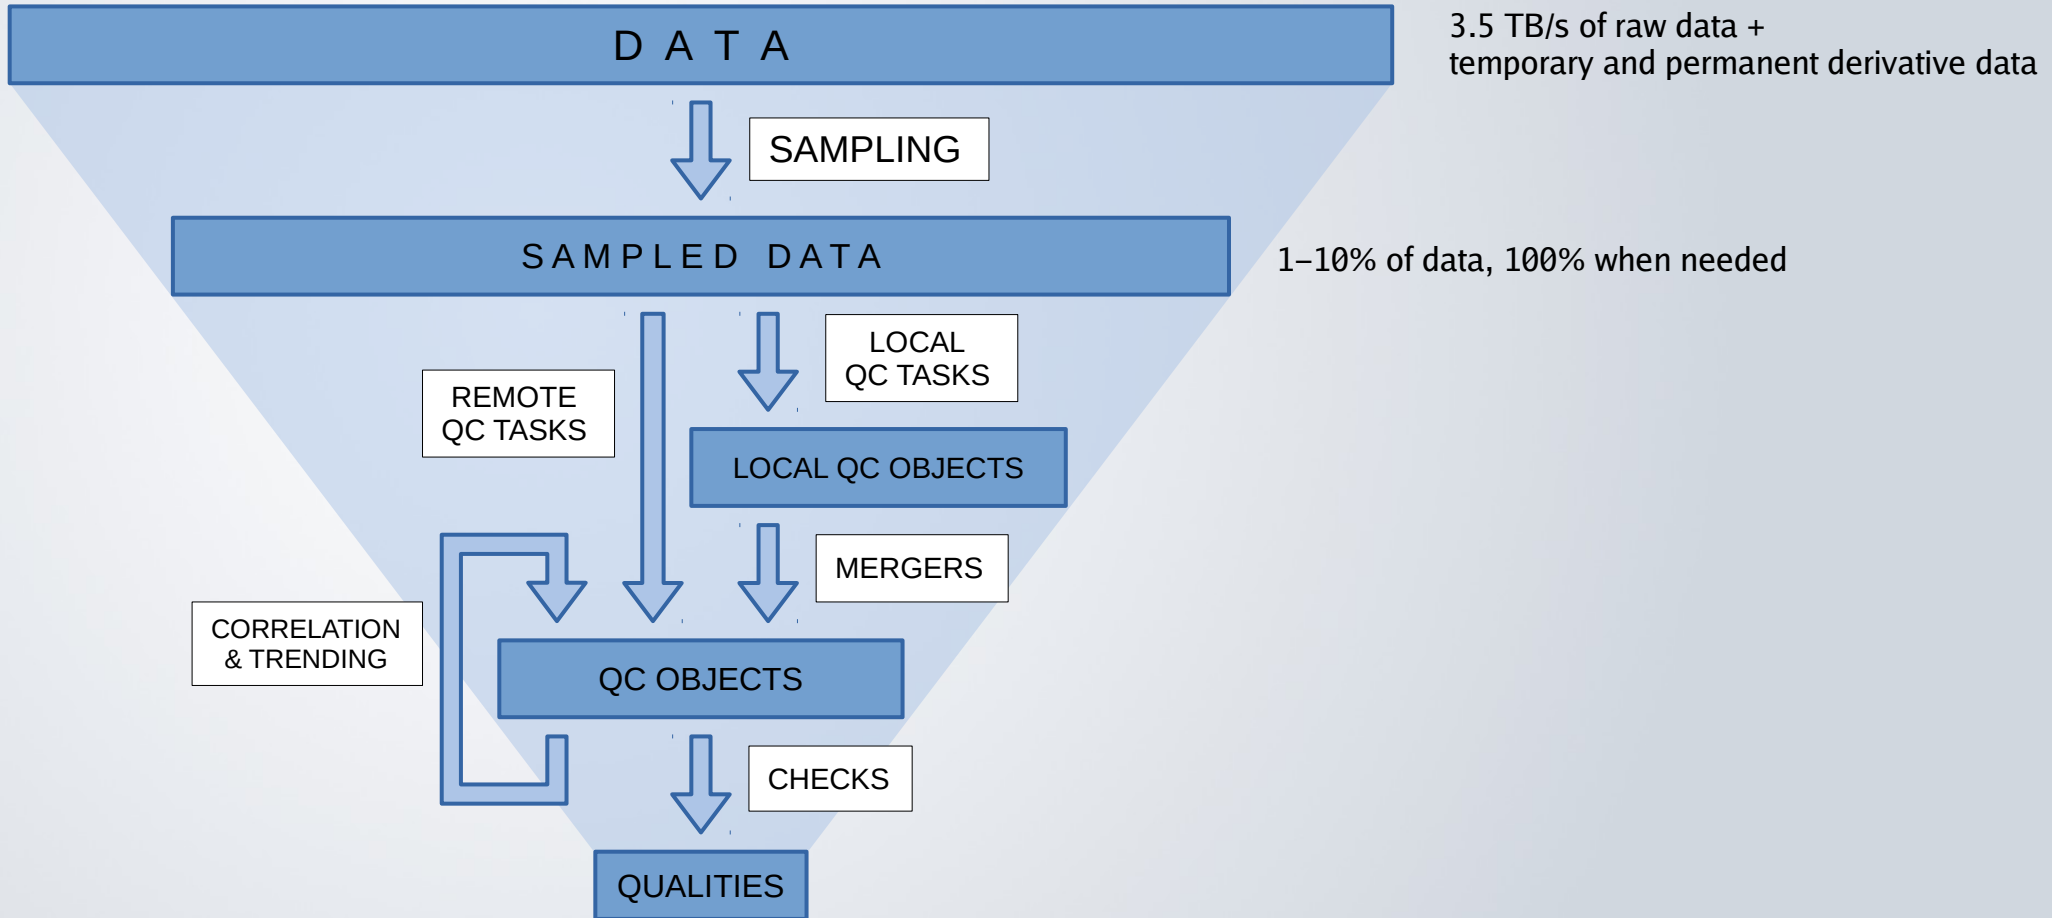 D A T A
3.5 TB/s of raw data +
temporary and permanent derivative data
SAMPLING
SAMPLED DATA
1–10% of data, 100% when needed
LOCAL
QC TASKS
REMOTE
QC TASKS
LOCAL QC OBJECTS
MERGERS
CORRELATION
& TRENDING
QC OBJECTS
CHECKS
QUALITIES